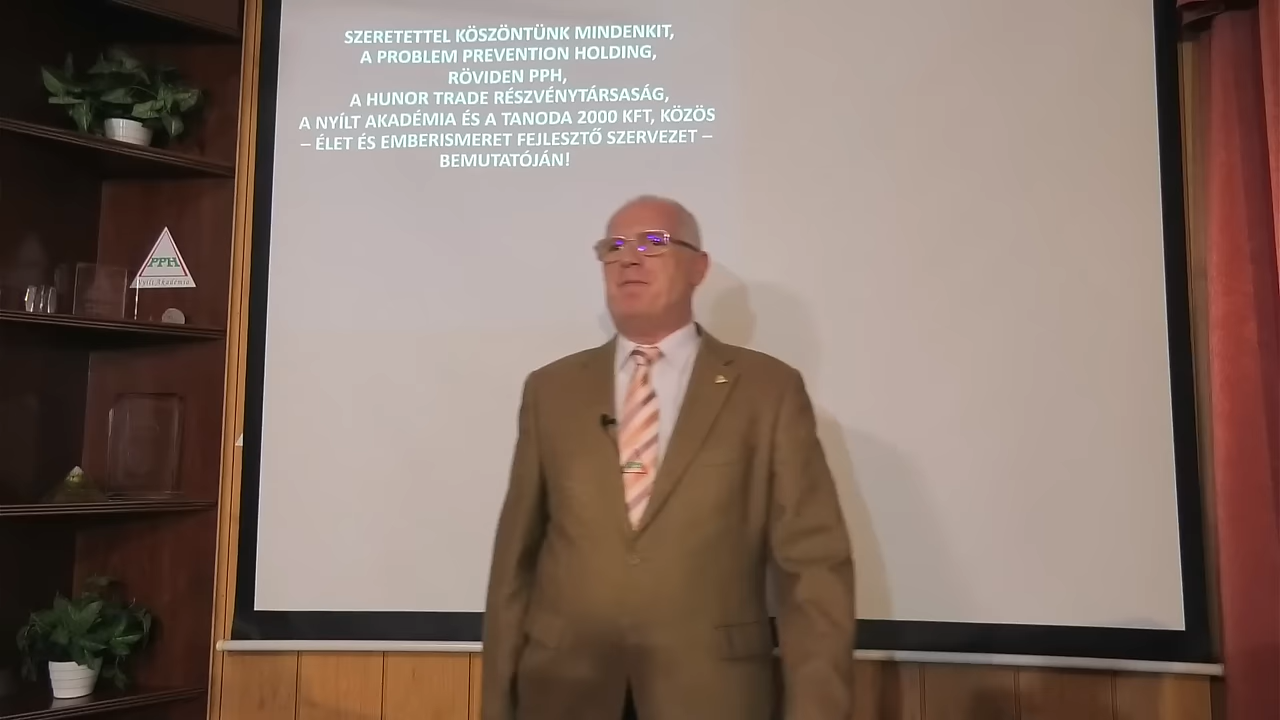 SZERETETTEL KÖSZÖNTÜNK MINDENKIT,
A PROBLEM PREVENTION HOLDING,
RÖVIDEN PPH,
A HUNOR TRADE RÉSZVÉNYTÁRSASÁG,
A NYÍLT AKADÉMIA ÉS A TANODA 2000 KFT, KÖZÖS
– ÉLET ÉS EMBERISMERET FEJLESZTŐ SZERVEZET –
BEMUTATÓJÁN!
PPH
Nyílt Akadémia